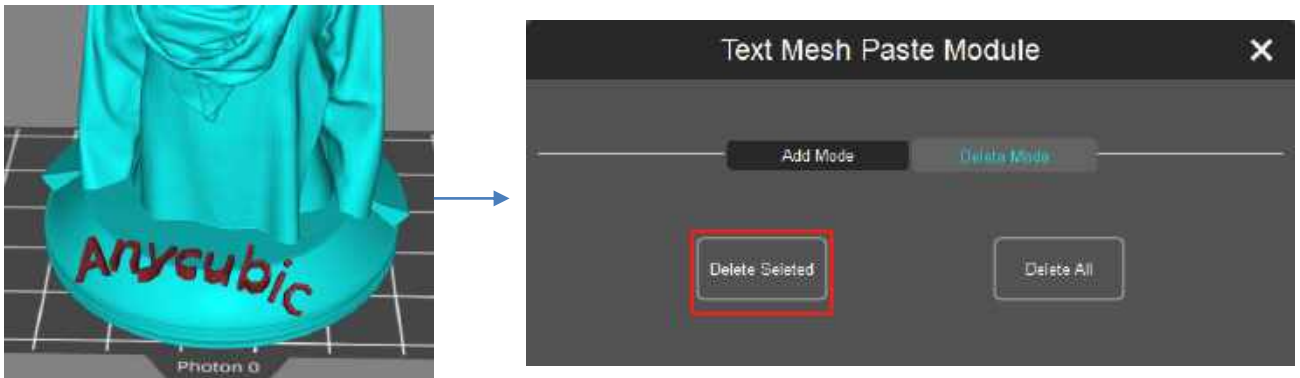 Anycubic
Photon 0
Text Mesh Paste Module
Add Mode
Delete Mode
Delete Seleted
Delete All